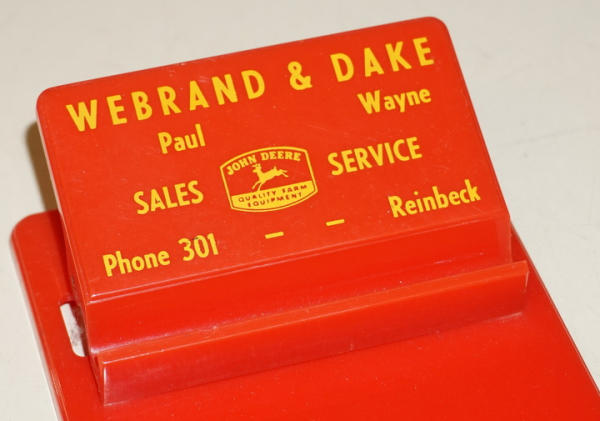 WEBRAND & DAKE
Paul Wayne
SALES JOHN DEERE SERVICE
QUALITY FARM
EQUIPMENT
Phone 301 — — Reinbeck